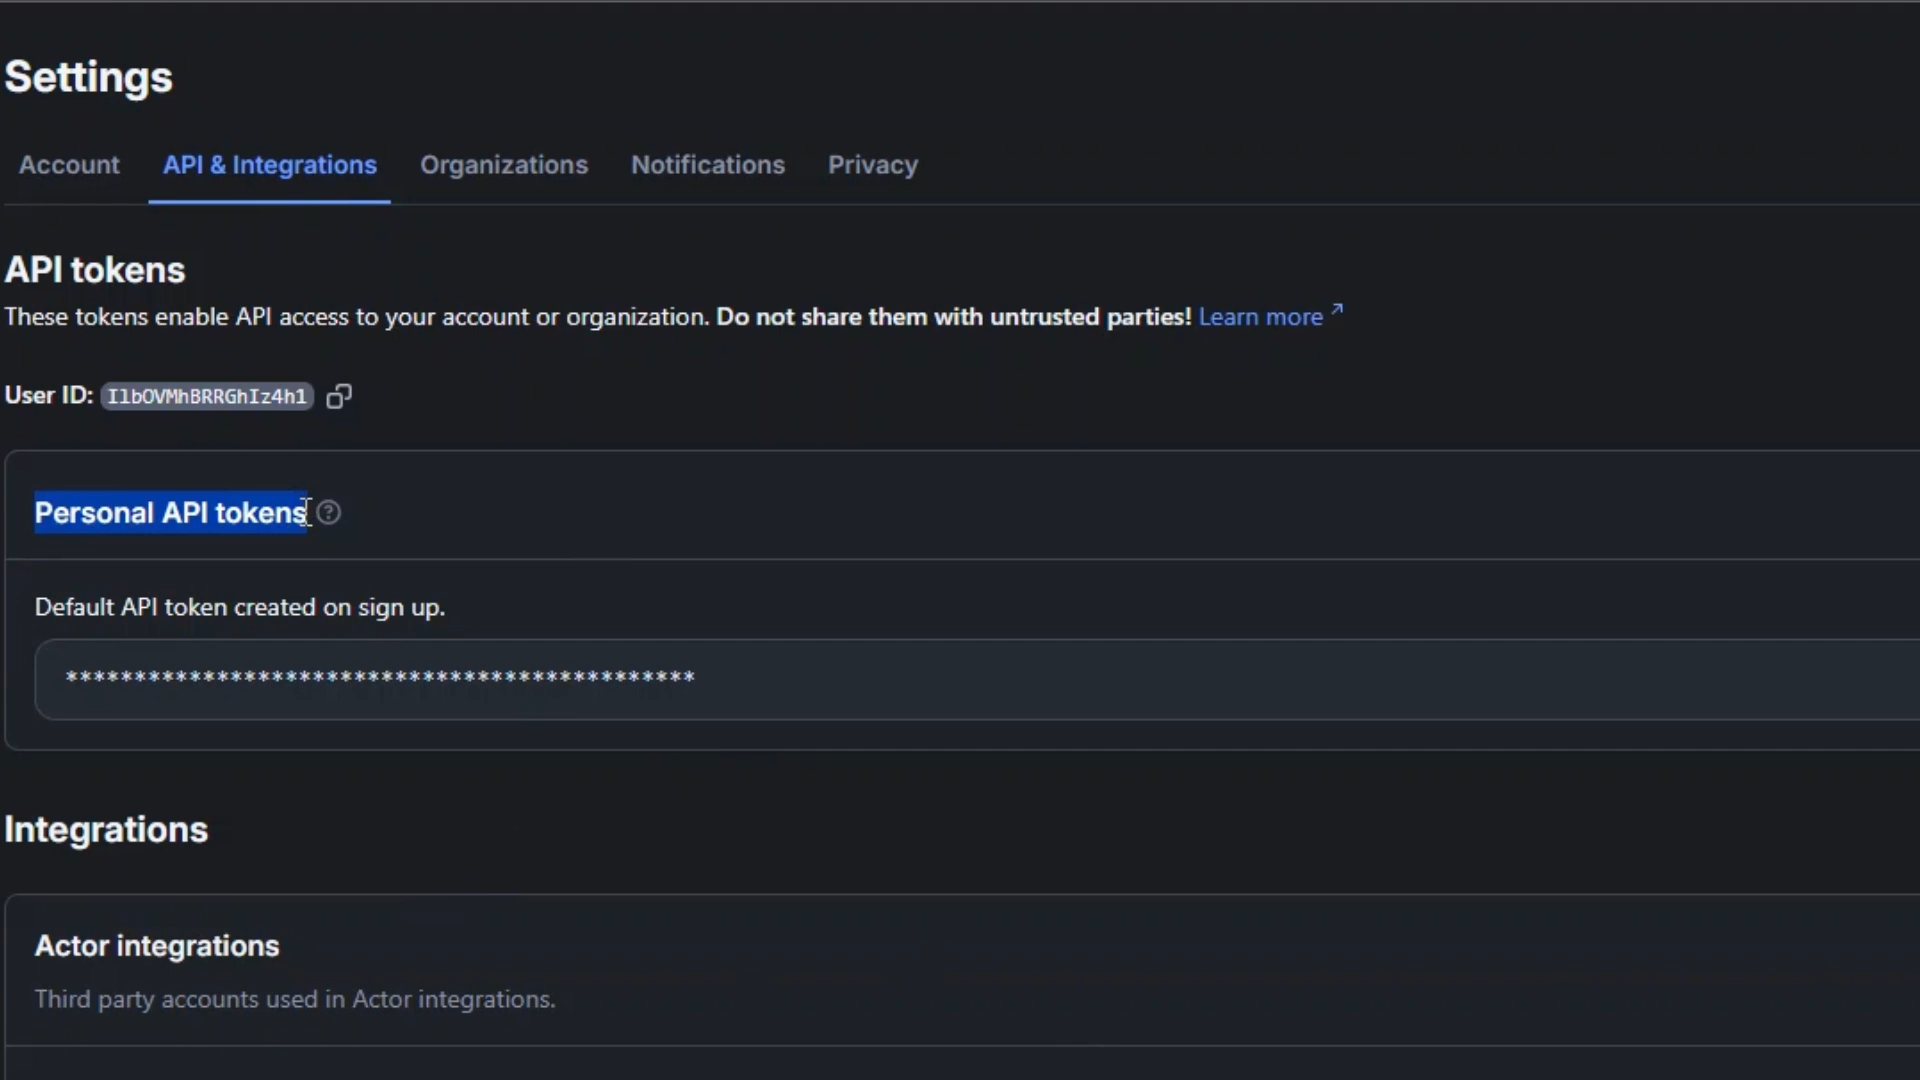 Settings
Account API & Integrations Organizations Notifications Privacy
API tokens
These tokens enable API access to your account or organization. Do not share them with untrusted parties! Learn more
User ID: IlbOVMhBRRGhIz4h1
Personal API tokens
Default API token created on sign up.
**********************************************
Integrations
Actor integrations
Third party accounts used in Actor integrations.